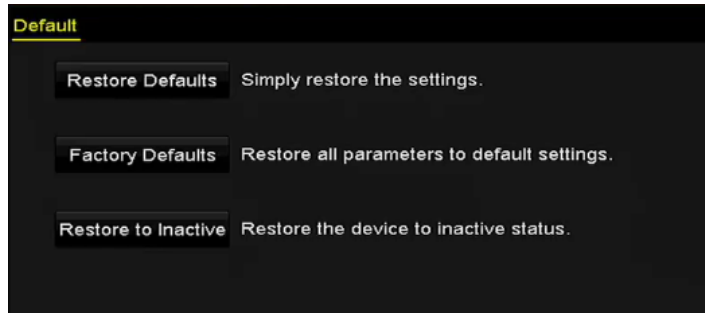 Default
Restore Defaults Simply restore the settings.
Factory Defaults Restore all parameters to default settings.
Restore to Inactive Restore the device to inactive status.